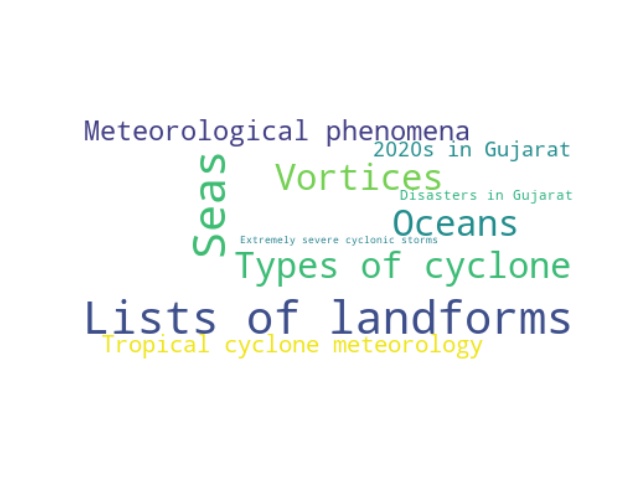 Meteorological phenomena
2020s in Gujarat
Seas
Vortices
Disasters in Gujarat
Oceans
Extremely severe cyclonic storms
Types of cyclone
Lists of landforms
Tropical cyclone meteorology